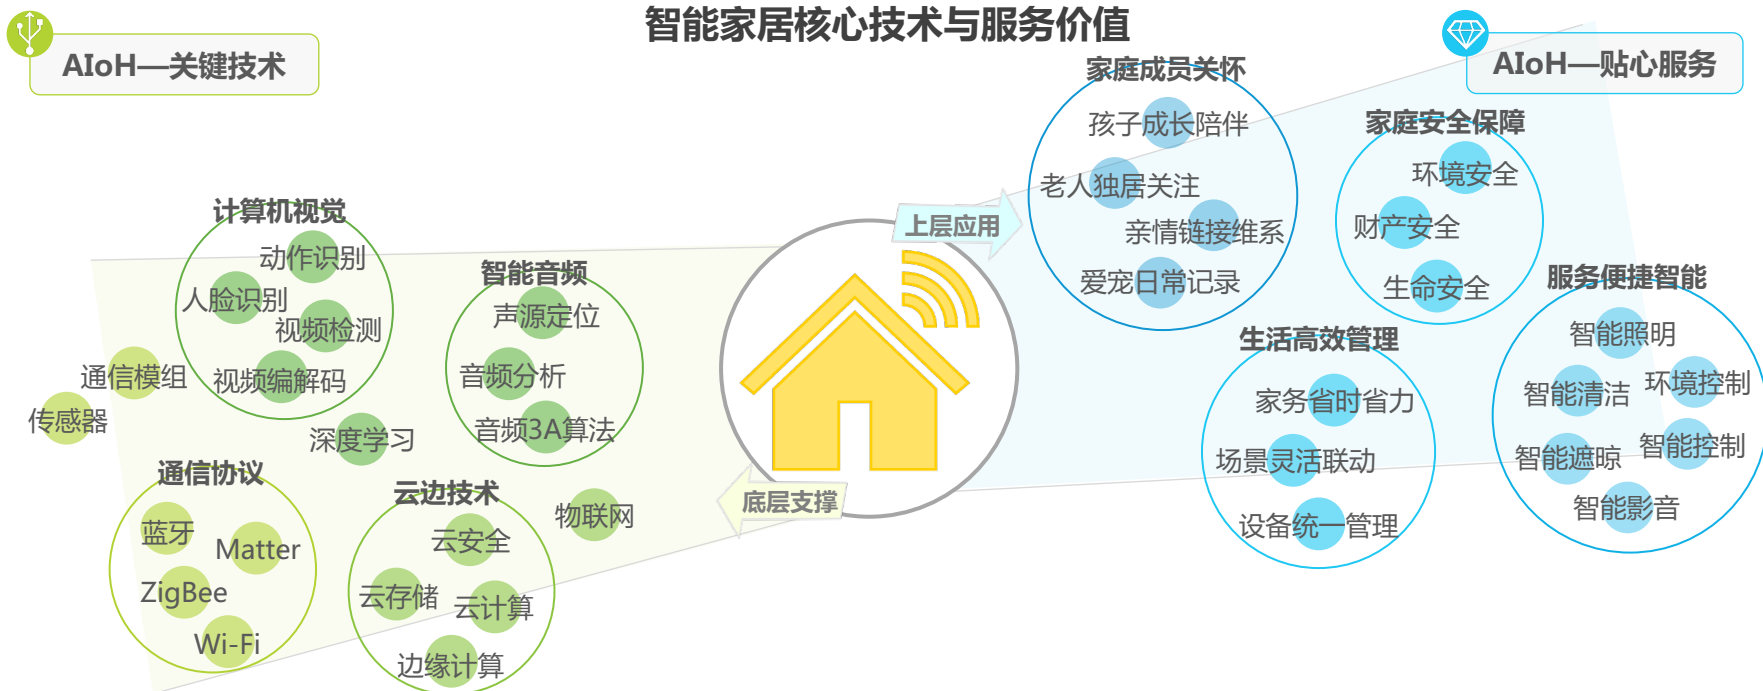 智能家居核心技术与服务价值
AIoH—关键技术
AIoH—贴心服务
计算机视觉
动作识别
人脸识别
视频检测
视频编解码
智能音频
声源定位
音频分析
音频3A算法
通信模组
传感器
深度学习
通信协议
蓝牙
Matter
ZigBee
Wi-Fi
云边技术
云安全
云存储
云计算
边缘计算
物联网
底层支撑
上层应用
家庭成员关怀
孩子成长陪伴
老人独居关注
亲情链接维系
爱宠日常记录
家庭安全保障
环境安全
财产安全
生命安全
生活高效管理
家务省时省力
场景灵活联动
设备统一管理
服务便捷智能
智能照明
环境控制
智能清洁
智能控制
智能遮晾
智能影音